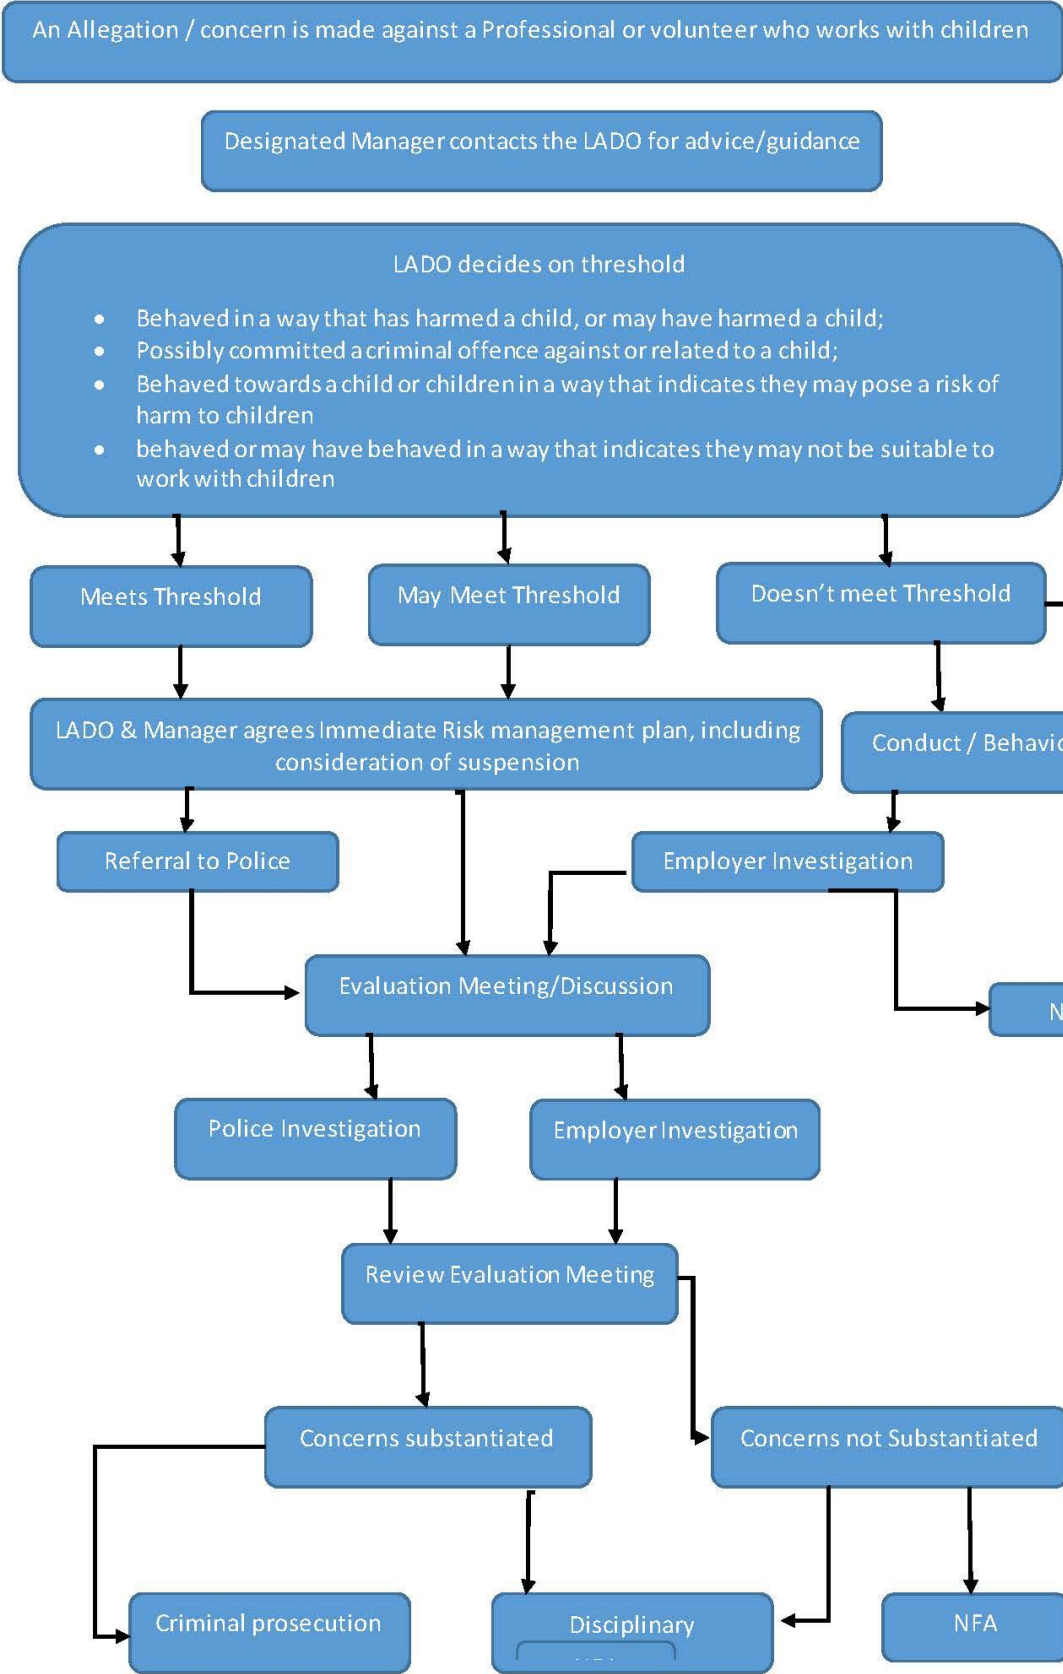 An Allegation / concern is made against a Professional or volunteer who works with children
Designated Manager contacts the LADO for advice/guidance
LADO decides on threshold
• Behaved in a way that has harmed a child, or may have harmed a child;
• Possibly committed a criminal offence against or related to a child;
• Behaved towards a child or children in a way that indicates they may pose a risk of
harm to children
• behaved or may have behaved in a way that indicates they may not be suitable to
work with children
Meets Threshold
May Meet Threshold
Doesn't meet Threshold
LADO & Manager agrees Immediate Risk management plan, including
consideration of suspension
Conduct /
Referral to Police
Employer Investigation
Evaluation Meeting/Discussion
Police Investigation
Employer Investigation
Review Evaluation Meeting
Concerns substantiated
Concerns not Substantiated
Criminal prosecution
Disciplinary
NFA